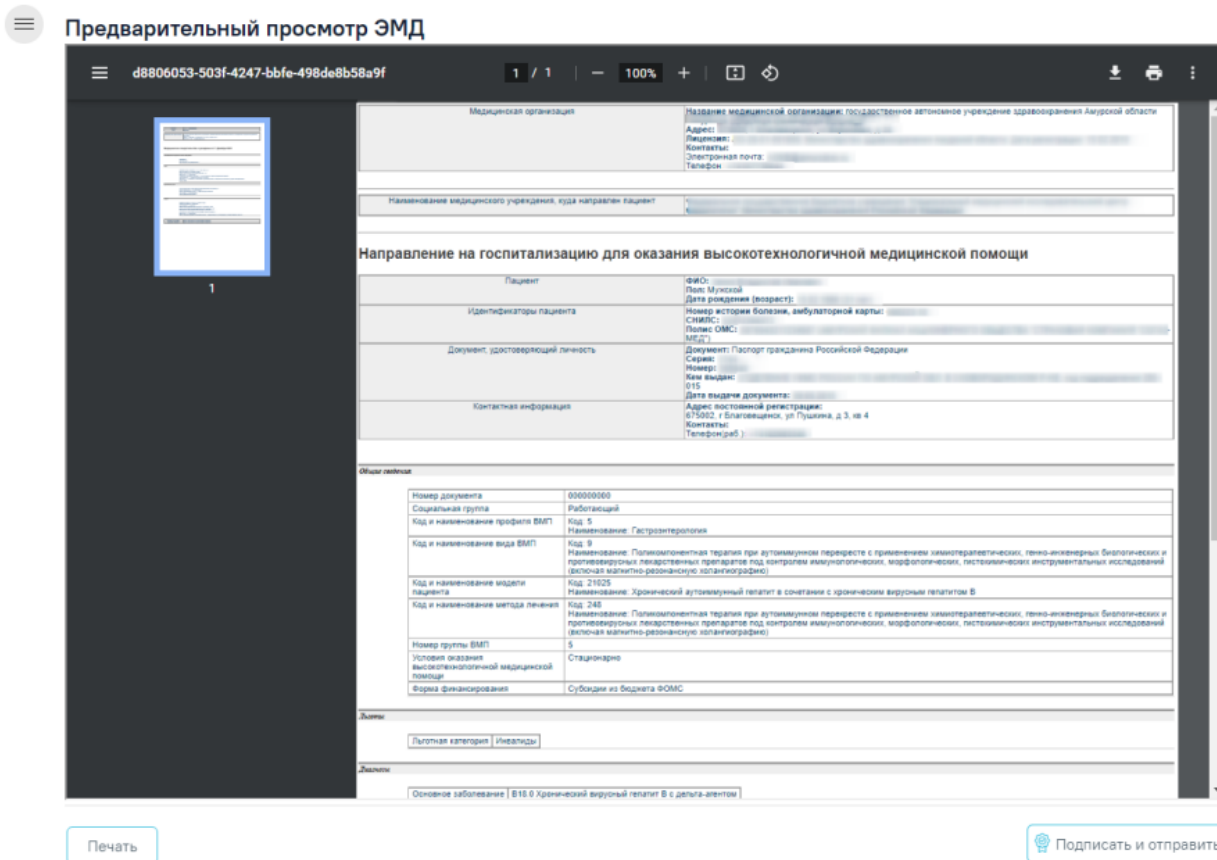 Предварительный просмотр ЭМД
d8806053-503f-4247-bbfe-498de8b58a9f
1 / 1
100%
1
Медицинская организация
Название медицинской организации: государственное автономное учреждение здравоохранения Амурской области
Адрес:
Лицензия:
Контакты:
Электронная почта:
Телефон
Наименование медицинского учреждения, куда направлен пациент
Направление на госпитализацию для оказания высокотехнологичной медицинской помощи
Пациент
ФИО:
Пол: Мужской
Дата рождения (возраст):
Идентификаторы пациента
Номер истории болезни, амбулаторной карты:
СНИЛС:
Полис ОМС:
МЕД")
Документ, удостоверяющий личность
Документ: Паспорт гражданина Российской Федерации
Серия:
Номер:
Кем выдан:
015
Дата выдачи документа:
Контактная информация
Адрес постоянной регистрации:
675002, г Благовещенск, ул Пушкина, д 3, кв 4
Контакты:
Телефон(раб.):
Общие сведения
Номер документа 000000000
Социальная группа Работающий
Код и наименование профиля ВМП Код: 5
Наименование: Гастроэнтерология
Код и наименование вида ВМП Код: 9
Наименование: Поликомпонентная терапия при аутоиммунном перекресте с применением химиотерапевтических, генно-инженерных биологических и
противовирусных лекарственных препаратов под контролем иммунологических, морфологических, гистохимических инструментальных исследований
(включая магнитно-резонансную холангиографию)
Код и наименование модели Код: 21025
пациента Наименование: Хронический аутоиммунный гепатит в сочетании с хроническим вирусным гепатитом B
Код и наименование метода лечения Код: 248
Наименование: Поликомпонентная терапия при аутоиммунном перекресте с применением химиотерапевтических, генно-инженерных биологических и
противовирусных лекарственных препаратов под контролем иммунологических, морфологических, гистохимических инструментальных исследований
(включая магнитно-резонансную холангиографию)
Номер группы ВМП 5
Условия оказания Стационарно
высокотехнологичной медицинской
помощи
Форма финансирования Субсидии из бюджета ФОМС
Льготы
Льготная категория Инвалиды
Диагнозы
Основное заболевание B18.0 Хронический вирусный гепатит B с дельта-агентом
Печать
Подписать и отправить